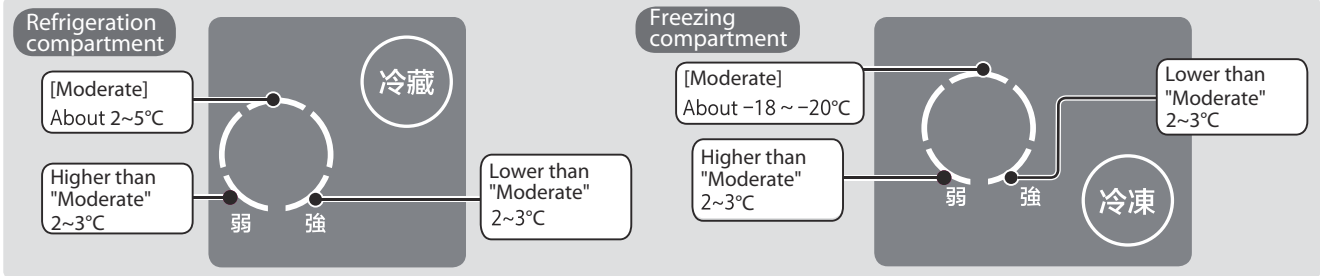 Refrigeration
compartment
[Moderate]
About 2~5℃
Higher than
"Moderate"
2~3℃
冷藏
弱
強
Lower than
"Moderate"
2~3℃
Freezing
compartment
[Moderate]
About −18 ~ −20℃
Higher than
"Moderate"
2~3℃
弱
強
冷凍
Lower than
"Moderate"
2~3℃